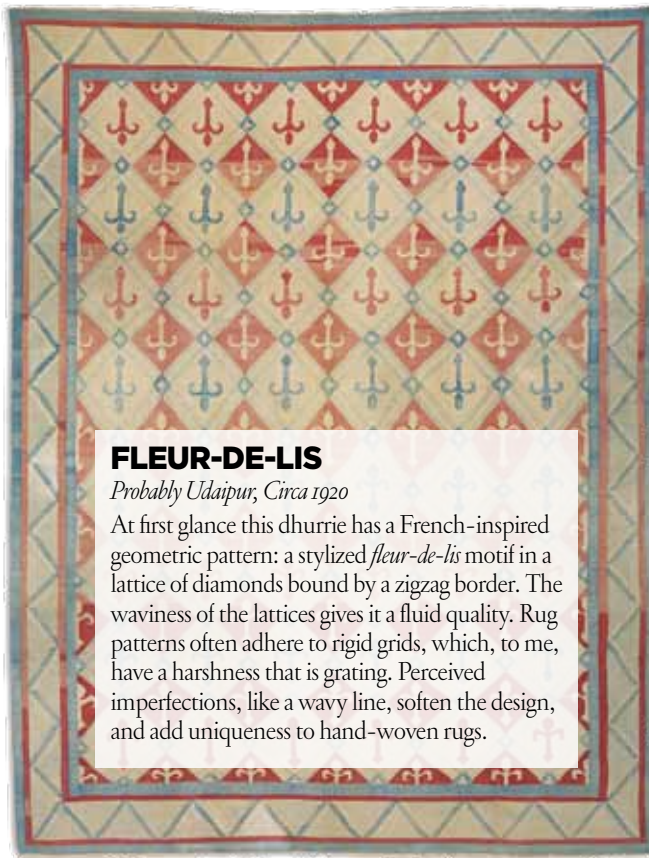 FLEUR-DE-LIS
Probably Udaipur, Circa 1920
At first glance this dhurrie has a French-inspired
geometric pattern: a stylized fleur-de-lis motif in a
lattice of diamonds bound by a zigzag border. The
waviness of the lattices gives it a fluid quality. Rug
patterns often adhere to rigid grids, which, to me,
have a harshness that is grating. Perceived
imperfections, like a wavy line, soften the design,
and add uniqueness to hand-woven rugs.